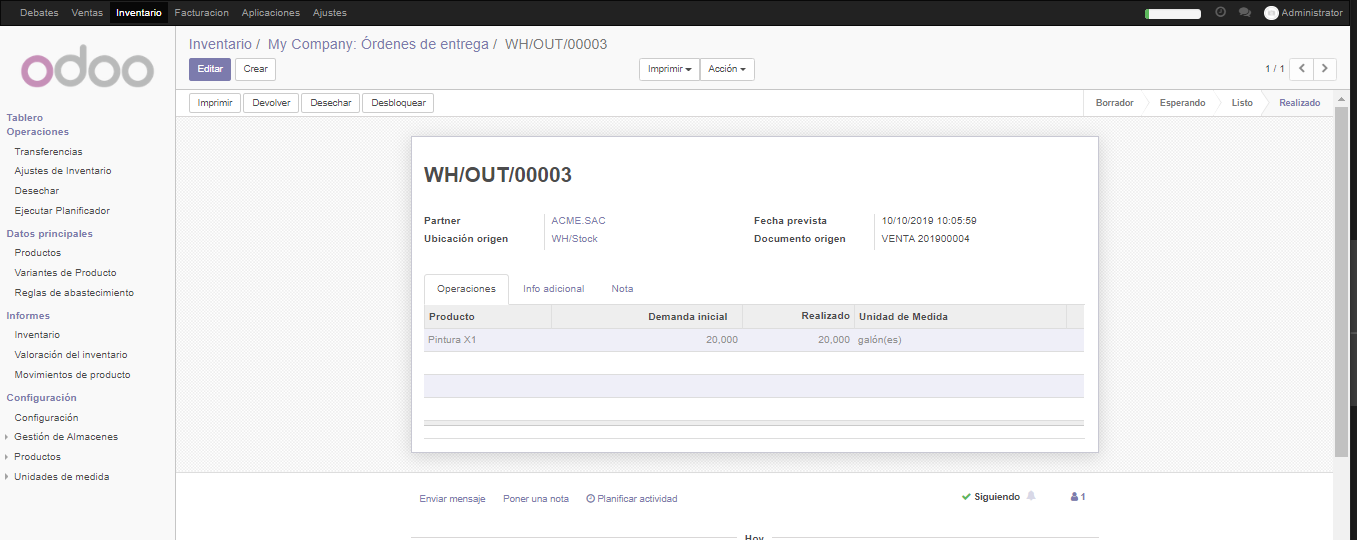 Debates Ventas Inventario Facturacion Aplicaciones Ajustes Administrator
odoo
Inventario / My Company: Órdenes de entrega / WH/OUT/00003
Editar Crear Imprimir Acción 1 / 1
Imprimir Devolver Desechar Desbloquear Borrador Esperando Listo Realizado
Tablero
Operaciones
Transferencias
Ajustes de Inventario
Desechar
Ejecutar Planificador
Datos principales
Productos
Variantes de Producto
Reglas de abastecimiento
Informes
Inventario
Valoración del inventario
Movimientos de producto
Configuración
Configuración
Gestión de Almacenes
Productos
Unidades de medida
WH/OUT/00003
Partner ACME.SAC Fecha prevista 10/10/2019 10:05:59
Ubicación origen WH/Stock Documento origen VENTA 201900004
Operaciones Info adicional Nota
Producto Demanda inicial Realizado Unidad de Medida
Pintura X1 20,000 20,000 galón(es)
Enviar mensaje Poner una nota Planificar actividad Siguiendo 1
Hoy